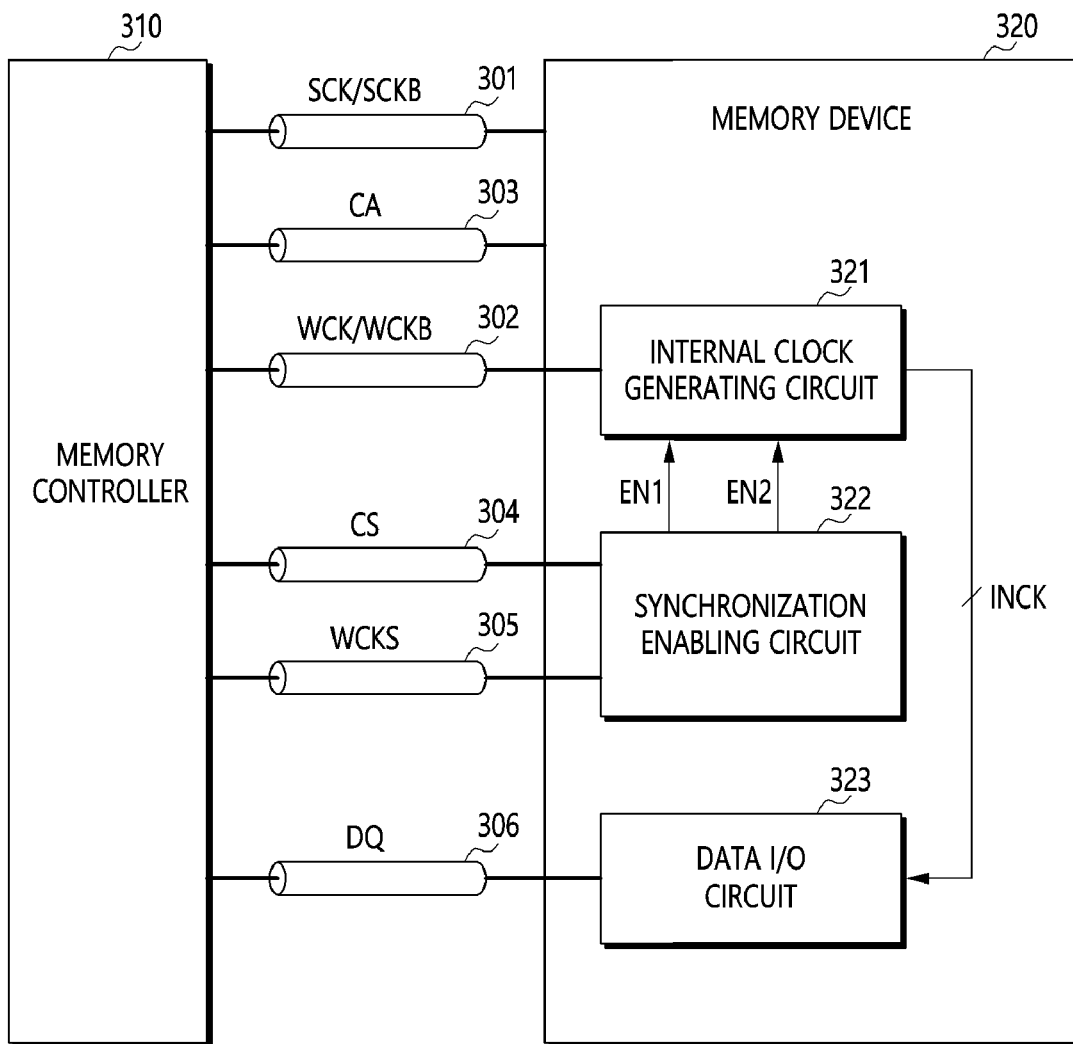 310
320
SCK/SCKB
301
MEMORY DEVICE
CA
303
321
WCK/WCKB
302
INTERNAL CLOCK
GENERATING CIRCUIT
MEMORY
CONTROLLER
EN1
EN2
322
CS
304
SYNCHRONIZATION
ENABLING CIRCUIT
INCK
WCKS
305
323
DQ
306
DATA I/O
CIRCUIT